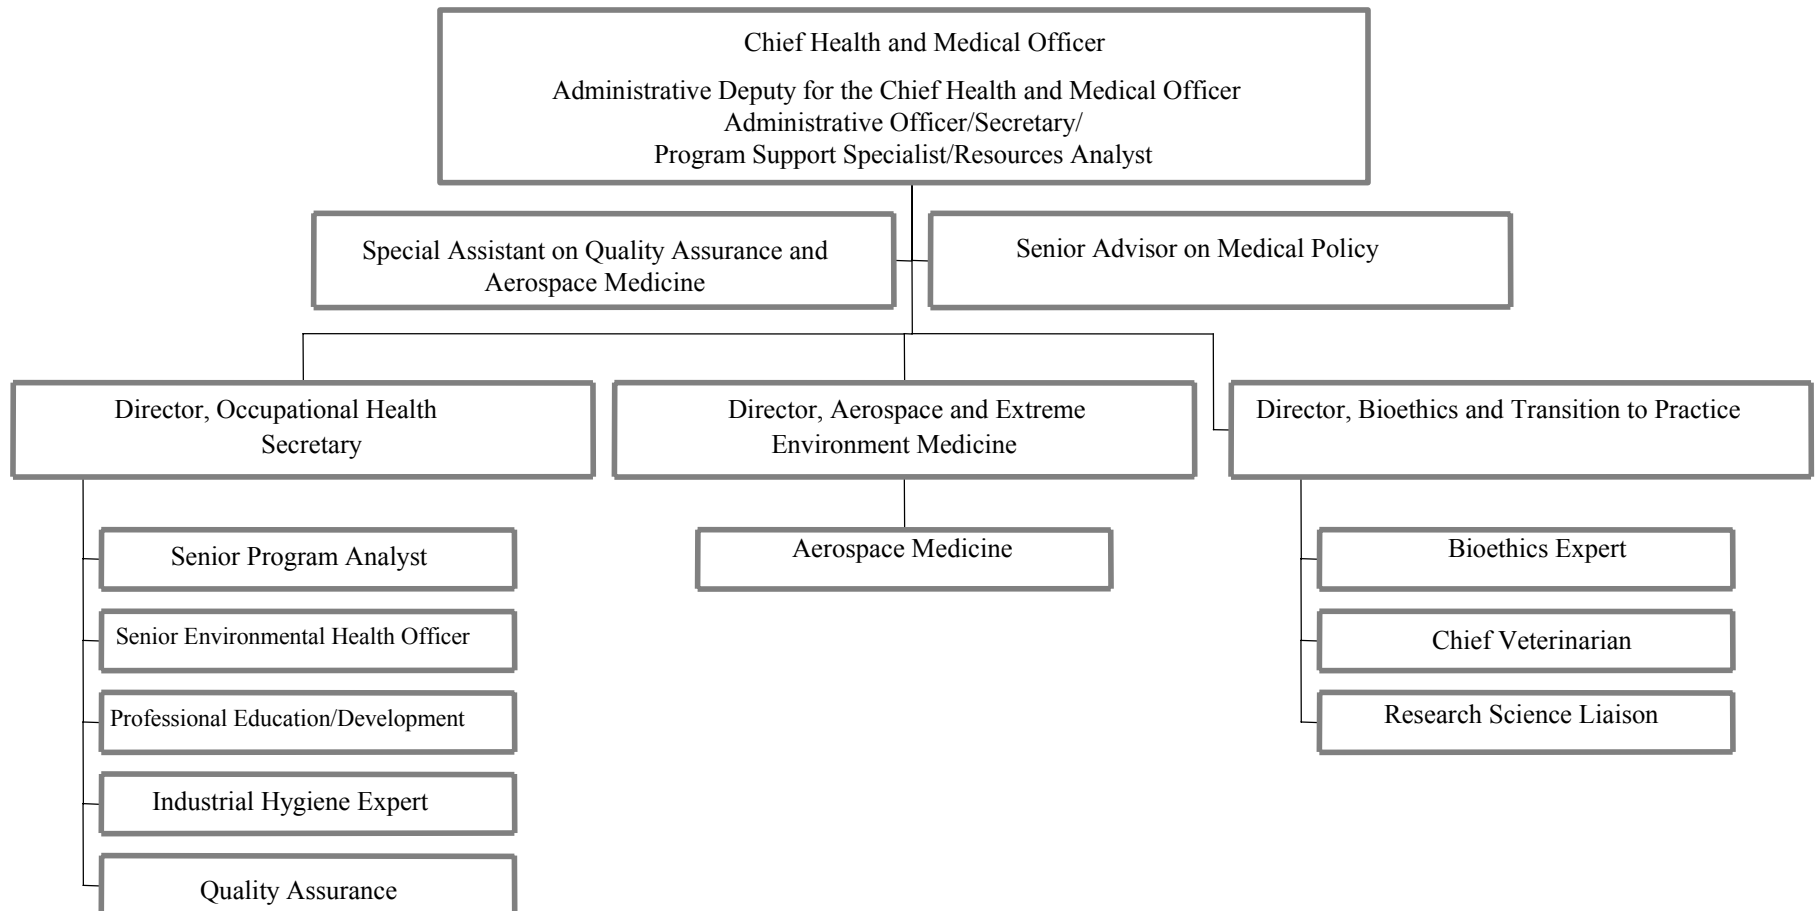 Chief Health and Medical Officer
Administrative Deputy for the Chief Health and Medical Officer
Administrative Officer/Secretary/
Program Support Specialist/Resources Analyst
Special Assistant on Quality Assurance and
Aerospace Medicine
Senior Advisor on Medical Policy
Director, Occupational Health
Secretary
Director, Aerospace and Extreme
Environment Medicine
Director, Bioethics and Transition to Practice
Senior Program Analyst
Senior Environmental Health Officer
Professional Education/Development
Industrial Hygiene Expert
Quality Assurance
Aerospace Medicine
Bioethics Expert
Chief Veterinarian
Research Science Liaison